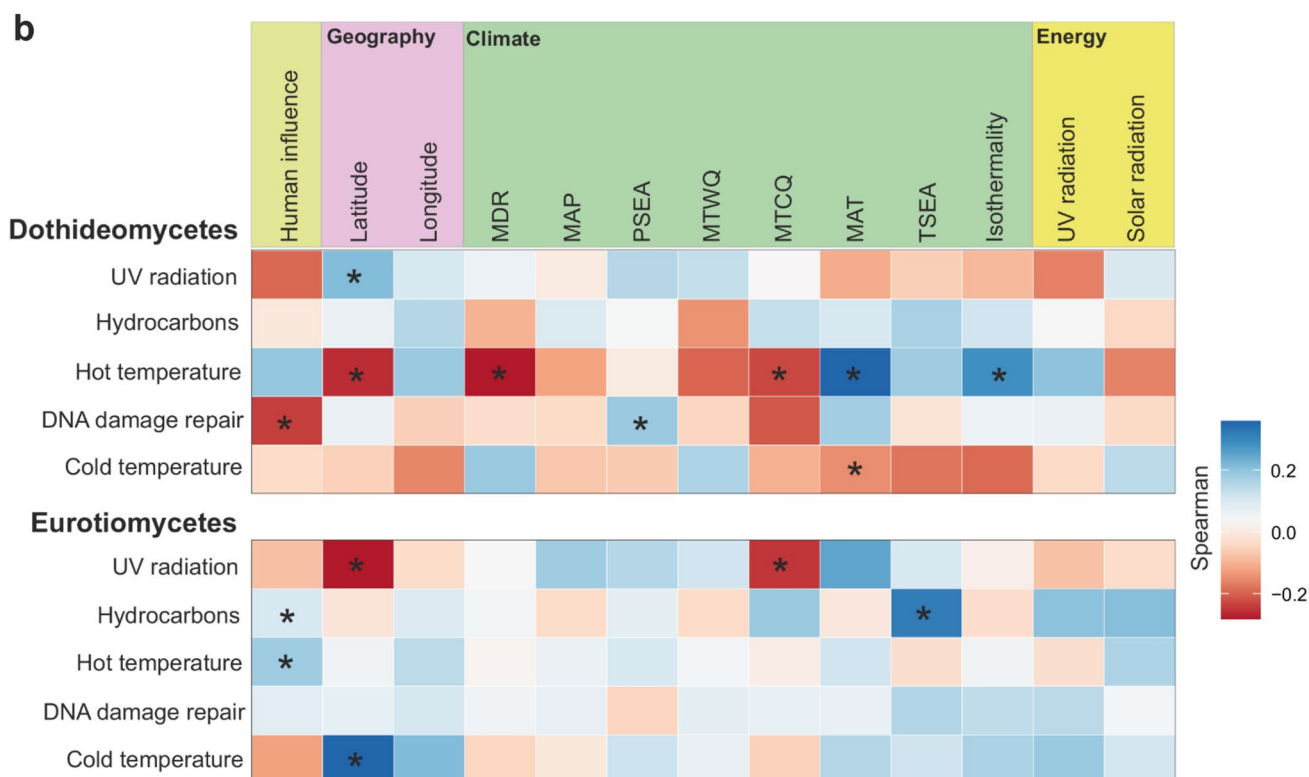 b
Geography
Climate
Energy
Human influence
Latitude
Longitude
MDR
MAP
PSEA
MTWQ
MTCQ
MAT
TSEA
Isothermality
UV radiation
Solar radiation
Dothideomycetes
UV radiation
*
Hydrocarbons
Hot temperature
* * * * *
DNA damage repair
* *
Cold temperature
*
Eurotiomycetes
UV radiation
* *
Hydrocarbons
* *
Hot temperature
*
DNA damage repair
Cold temperature
*
Spearman
0.2
0.0
−0.2